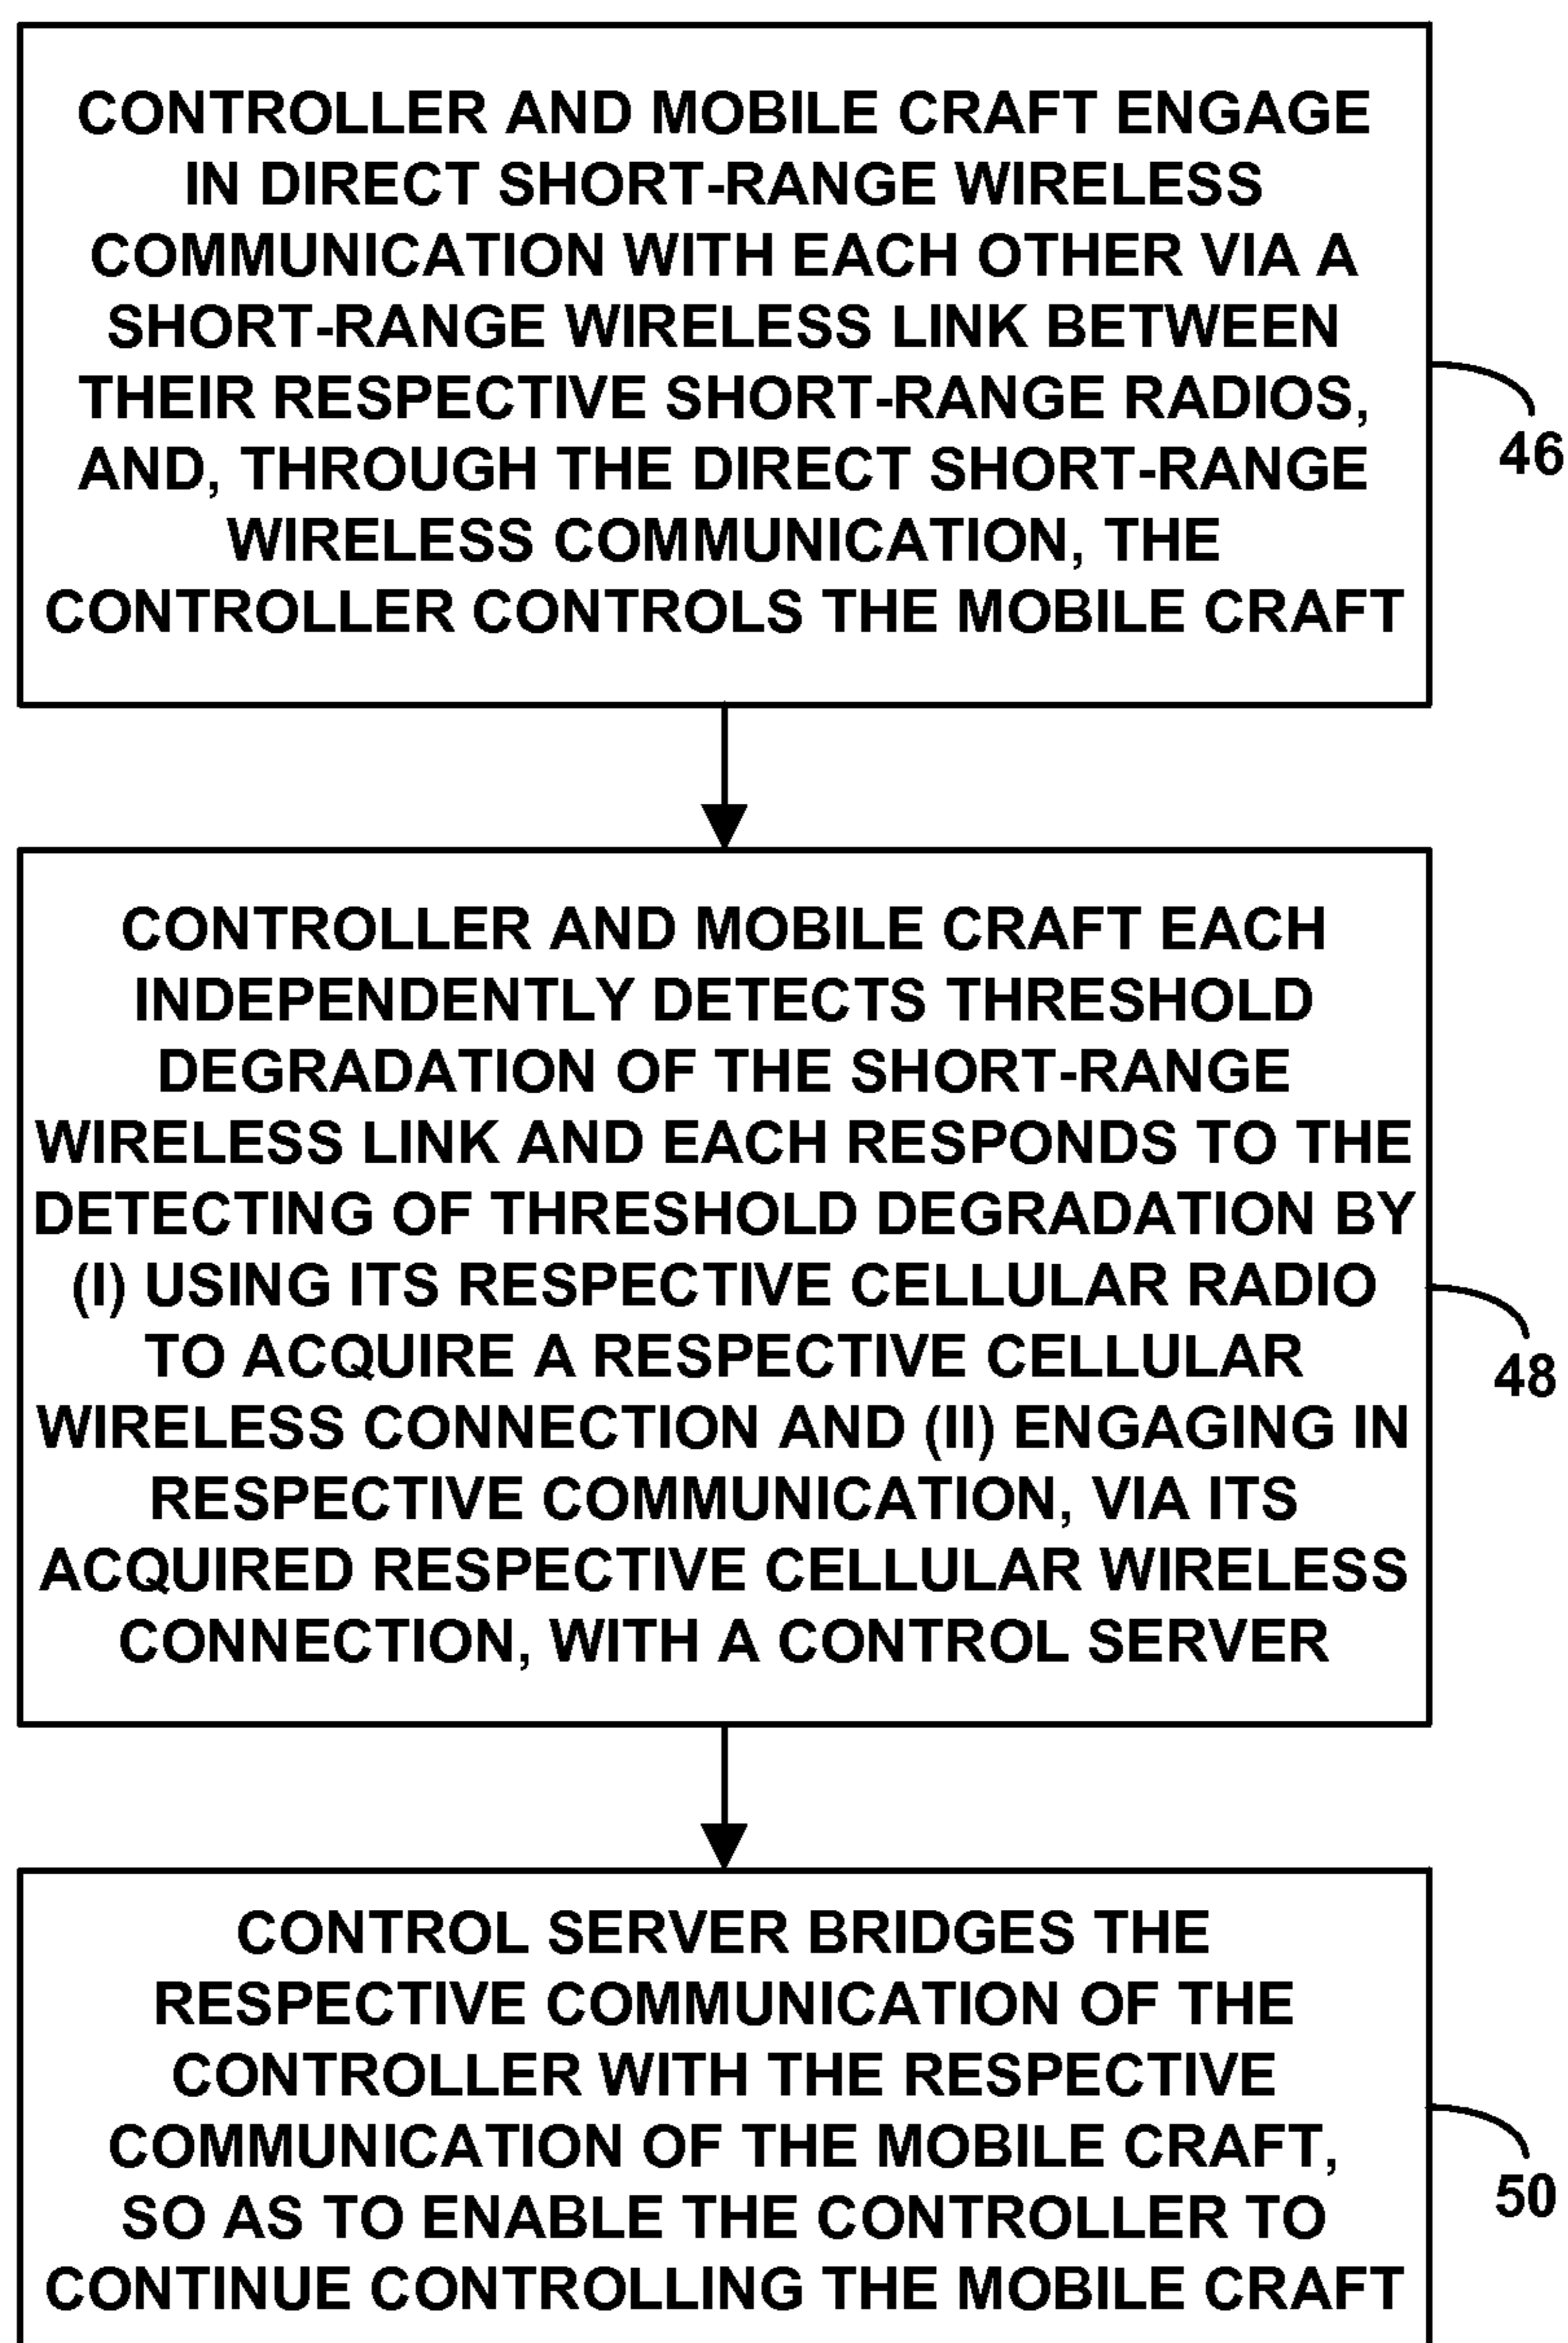 CONTROLLER AND MOBILE CRAFT ENGAGE
IN DIRECT SHORT-RANGE WIRELESS
COMMUNICATION WITH EACH OTHER VIA A
SHORT-RANGE WIRELESS LINK BETWEEN
THEIR RESPECTIVE SHORT-RANGE RADIOS,
AND, THROUGH THE DIRECT SHORT-RANGE
WIRELESS COMMUNICATION, THE
CONTROLLER CONTROLS THE MOBILE CRAFT
46
CONTROLLER AND MOBILE CRAFT EACH
INDEPENDENTLY DETECTS THRESHOLD
DEGRADATION OF THE SHORT-RANGE
WIRELESS LINK AND EACH RESPONDS TO THE
DETECTING OF THRESHOLD DEGRADATION BY
(I) USING ITS RESPECTIVE CELLULAR RADIO
TO ACQUIRE A RESPECTIVE CELLULAR
WIRELESS CONNECTION AND (II) ENGAGING IN
RESPECTIVE COMMUNICATION, VIA ITS
ACQUIRED RESPECTIVE CELLULAR WIRELESS
CONNECTION, WITH A CONTROL SERVER
48
CONTROL SERVER BRIDGES THE
RESPECTIVE COMMUNICATION OF THE
CONTROLLER WITH THE RESPECTIVE
COMMUNICATION OF THE MOBILE CRAFT,
SO AS TO ENABLE THE CONTROLLER TO
CONTINUE CONTROLLING THE MOBILE CRAFT
50